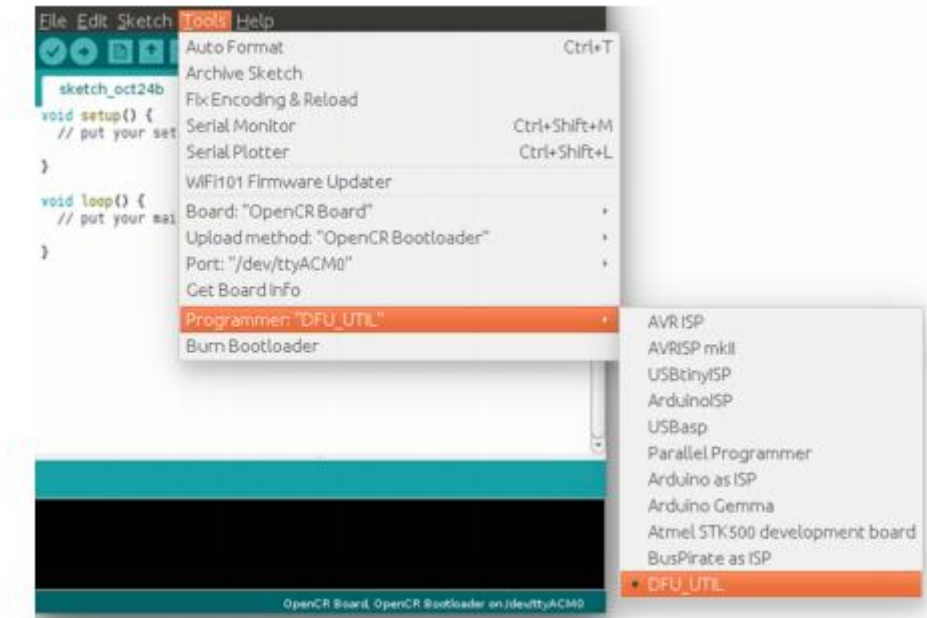 File Edit Sketch Tools Help
sketch_oct24b
void setup() {
// put your set
}
void loop() {
// put your mai
}
Auto Format Ctrl+T
Archive Sketch
Fix Encoding & Reload
Serial Monitor Ctrl+Shift+M
Serial Plotter Ctrl+Shift+L
WiFi101 Firmware Updater
Board: "OpenCR Board"
Upload method: "OpenCR Bootloader"
Port: "/dev/ttyACM0"
Get Board Info
Programmer: "DFU_UTIL"
Burn Bootloader
AVR ISP
AVRISP mkII
USBtinyISP
ArduinoISP
USBasp
Parallel Programmer
Arduino as ISP
Arduino Gemma
Atmel STK500 development board
BusPirate as ISP
DFU_UTIL
OpenCR Board, OpenCR Bootloader on /dev/ttyACM0